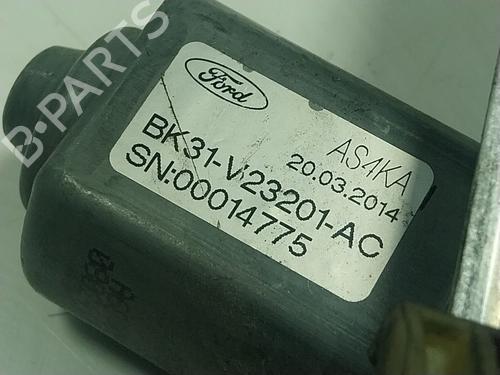 B-PARTS
Ford
AS4KA
20.03.2014
BK31-V23201-AC
SN:00014775